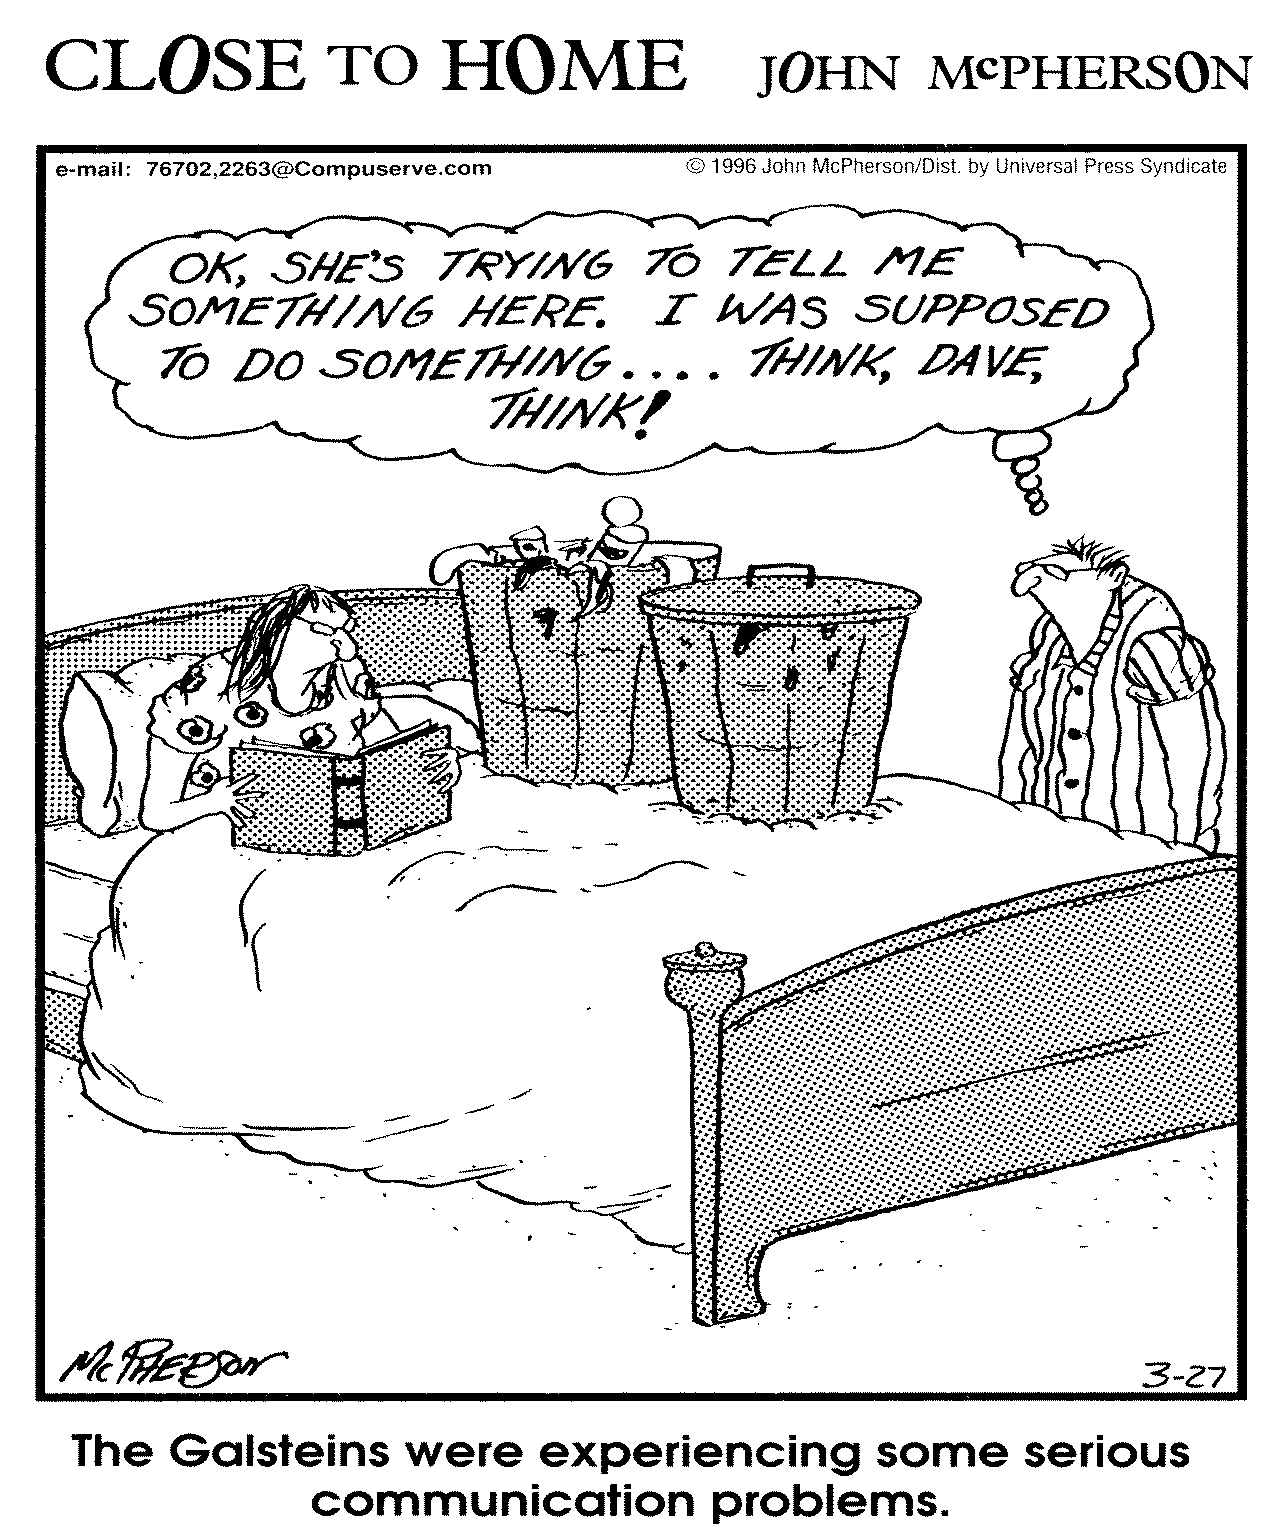 CLOSE TO HOME JOHN McPHERSON
e-mail: 76702,2263@Compuserve.com © 1996 John McPherson/Dist. by Universal Press Syndicate
OK, SHE'S TRYING TO TELL ME
SOMETHING HERE. I WAS SUPPOSED
TO DO SOMETHING.... THINK, DAVE,
THINK!
McPHERSON 3-27
The Galsteins were experiencing some serious
communication problems.